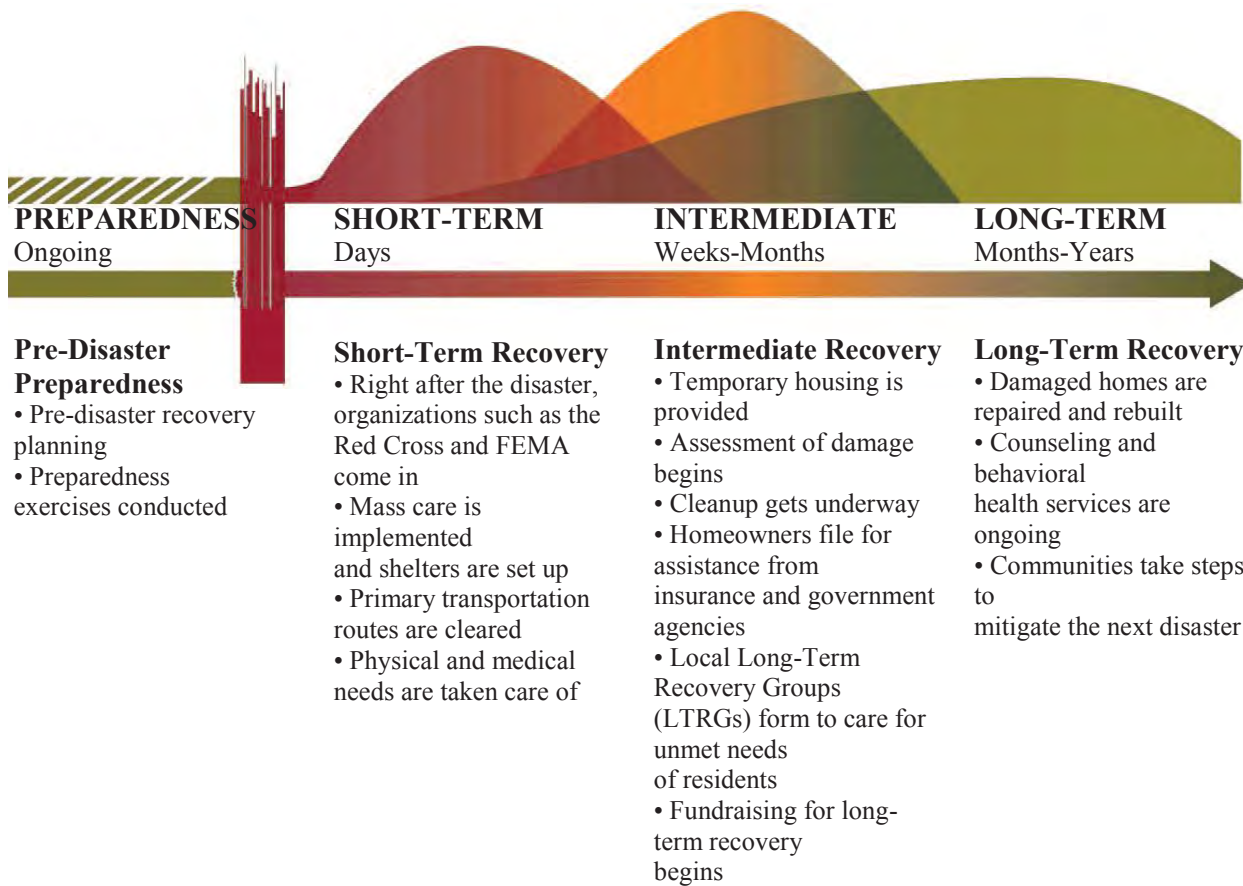 PREPAREDNESS
Ongoing
SHORT-TERM
Days
INTERMEDIATE
Weeks-Months
LONG-TERM
Months-Years
Pre-Disaster
Preparedness
• Pre-disaster recovery
planning
• Preparedness
exercises conducted
Short-Term Recovery
• Right after the disaster,
organizations such as the
Red Cross and FEMA
come in
• Mass care is
implemented
and shelters are set up
• Primary transportation
routes are cleared
• Physical and medical
needs are taken care of
Intermediate Recovery
• Temporary housing is
provided
• Assessment of damage
begins
• Cleanup gets underway
• Homeowners file for
assistance from
insurance and government
agencies
• Local Long-Term
Recovery Groups
(LTRGs) form to care for
unmet needs
of residents
• Fundraising for long-
term recovery
begins
Long-Term Recovery
• Damaged homes are
repaired and rebuilt
• Counseling and
behavioral
health services are
ongoing
• Communities take steps
to
mitigate the next disaster